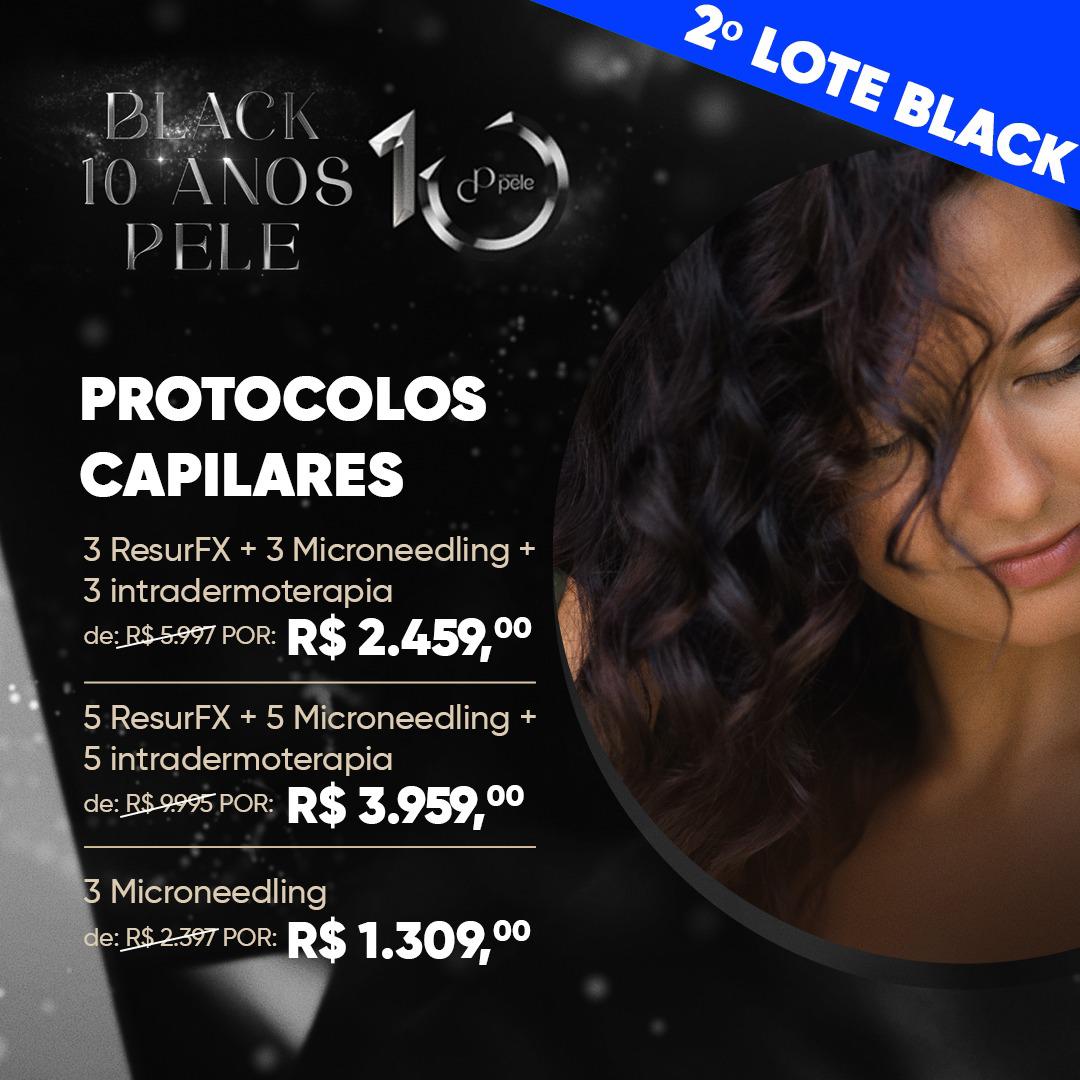 2º LOTE BLACK
BLACK
10 ANOS
PELE
10
pele
PROTOCOLOS
CAPILARES
3 ResurFX + 3 Microneedling +
3 intradermoterapia
de: R$ 5.997 POR: R$ 2.459,00
5 ResurFX + 5 Microneedling +
5 intradermoterapia
de: R$ 9.995 POR: R$ 3.959,00
3 Microneedling
de: R$ 2.397 POR: R$ 1.309,00